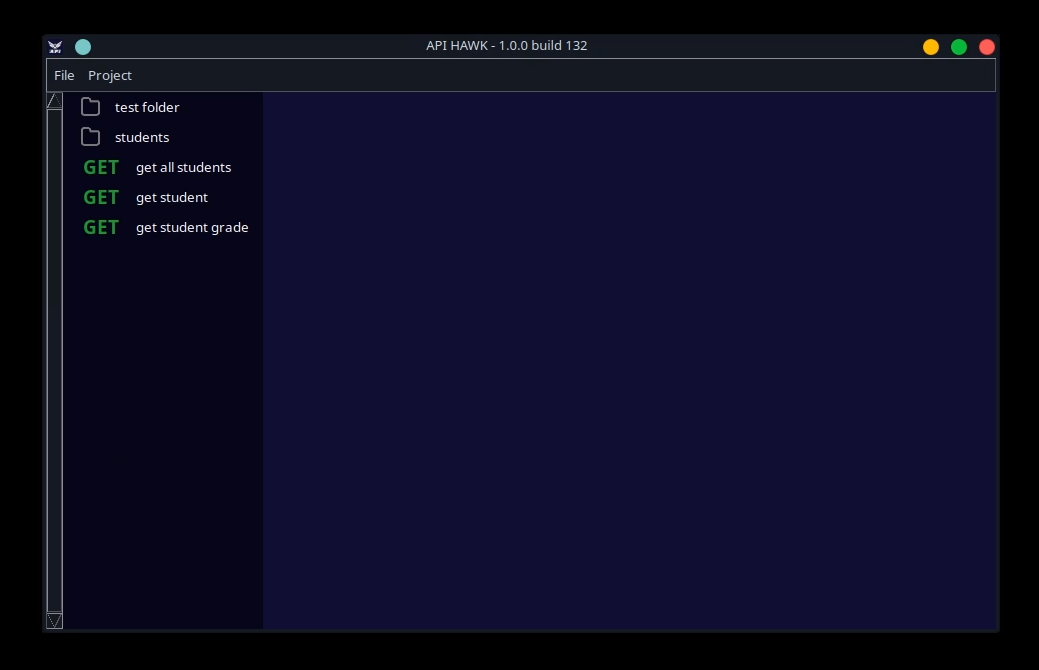 API
API HAWK - 1.0.0 build 132
File Project
test folder
students
GET get all students
GET get student
GET get student grade